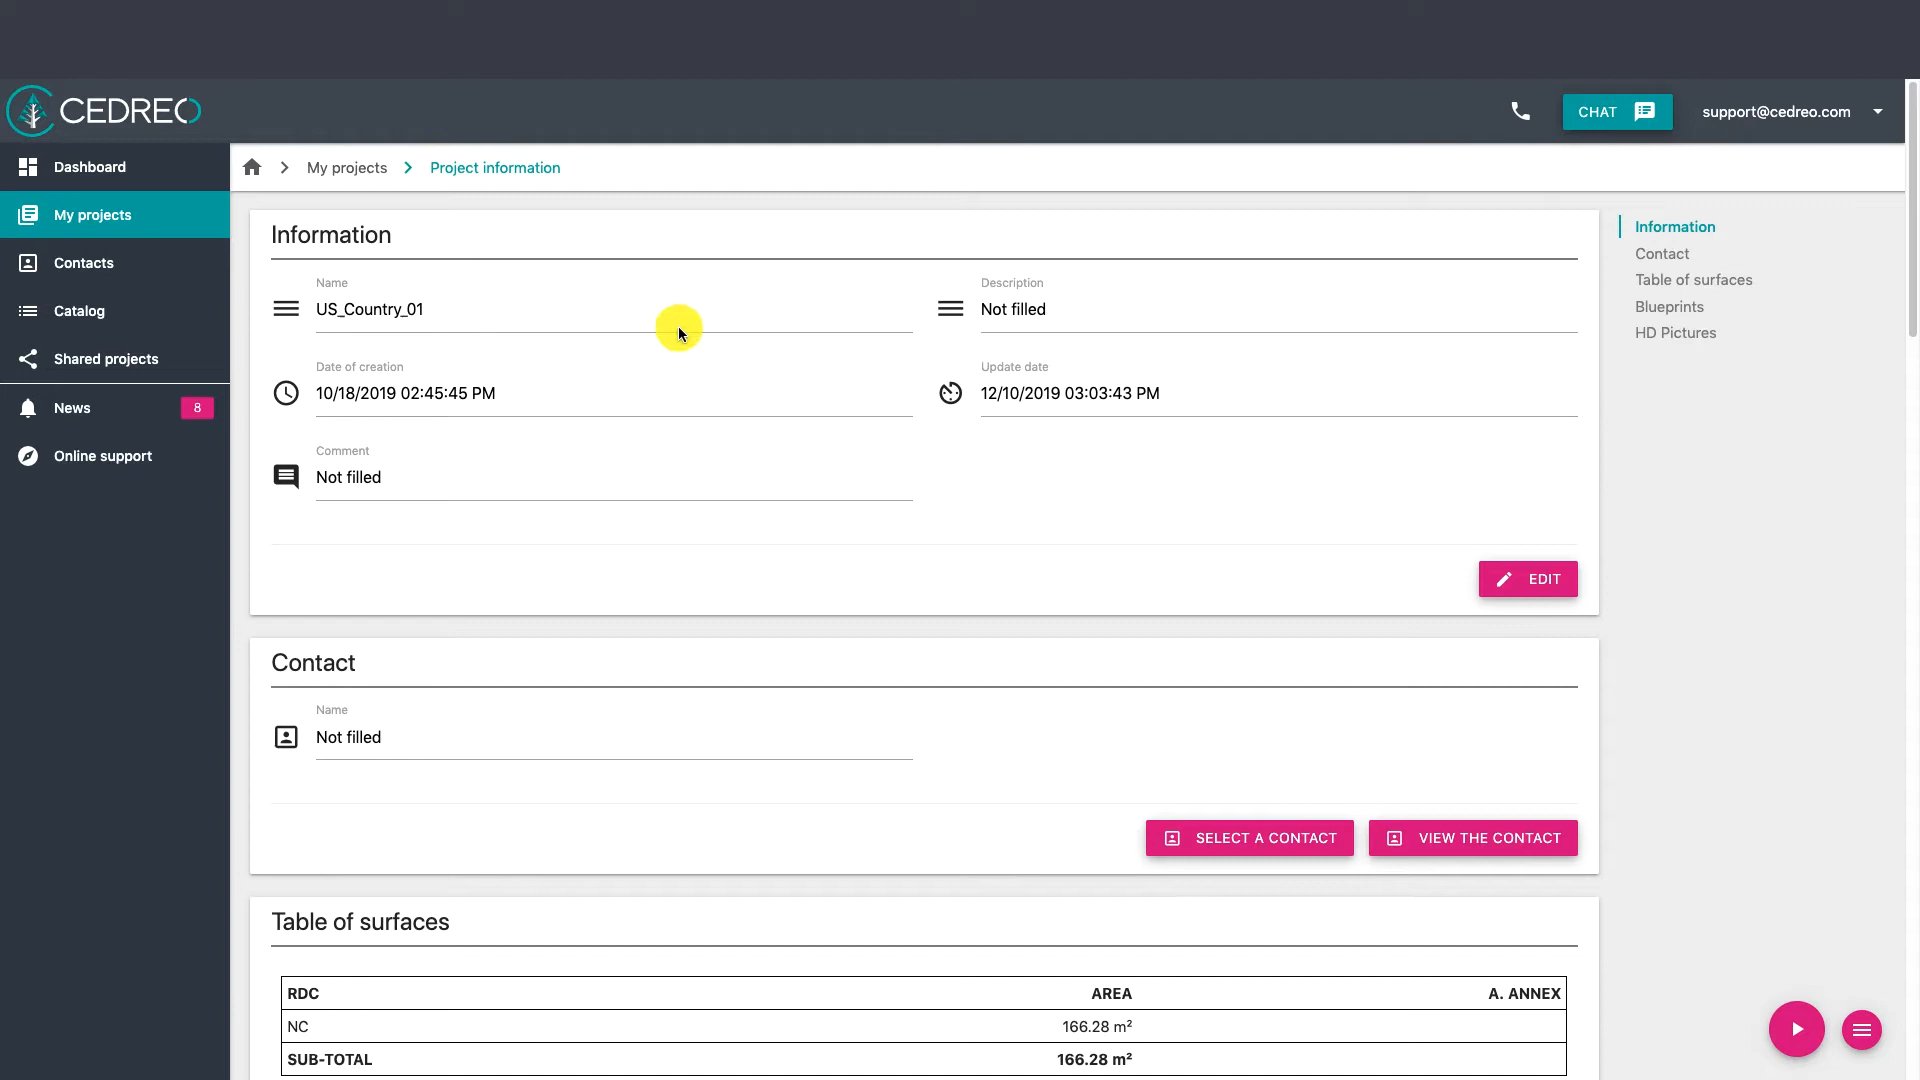 CEDREO
CHAT
support@cedreo.com
Dashboard
My projects
Contacts
Catalog
Shared projects
News 8
Online support
My projects Project information
Information
Name
US_Country_01
Description
Not filled
Date of creation
10/18/2019 02:45:45 PM
Update date
12/10/2019 03:03:43 PM
Comment
Not filled
EDIT
Contact
Name
Not filled
SELECT A CONTACT
VIEW THE CONTACT
Table of surfaces
RDC AREA A. ANNEX
NC 166.28 m²
SUB-TOTAL 166.28 m²
Information
Contact
Table of surfaces
Blueprints
HD Pictures